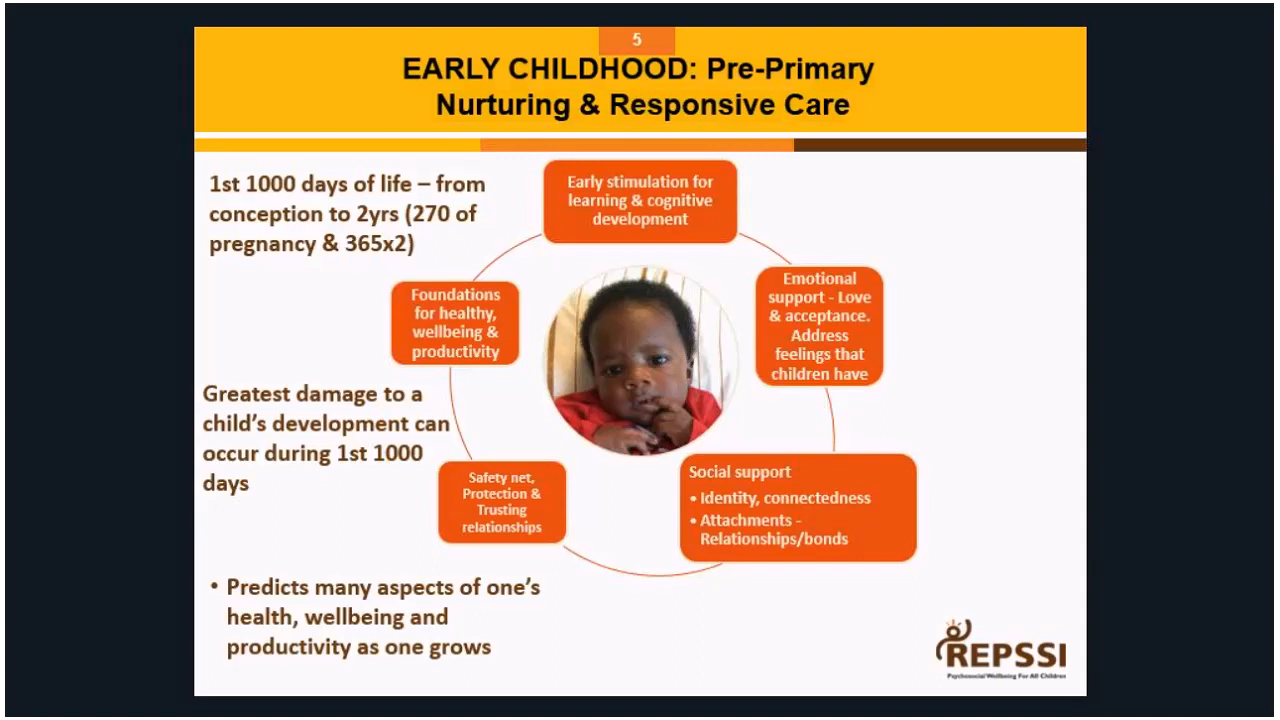 5
EARLY CHILDHOOD: Pre-Primary
Nurturing & Responsive Care
1st 1000 days of life – from
conception to 2yrs (270 of
pregnancy & 365x2)
Greatest damage to a
child's development can
occur during 1st 1000
days
• Predicts many aspects of one's
health, wellbeing and
productivity as one grows
Early stimulation for
learning & cognitive
development
Emotional
support - Love
& acceptance.
Address
feelings that
children have
Social support
• Identity, connectedness
• Attachments -
Relationships/bonds
Safety net,
Protection &
Trusting
relationships
Foundations
for healthy,
wellbeing &
productivity
REPSSI
Psychosocial Wellbeing For All Children